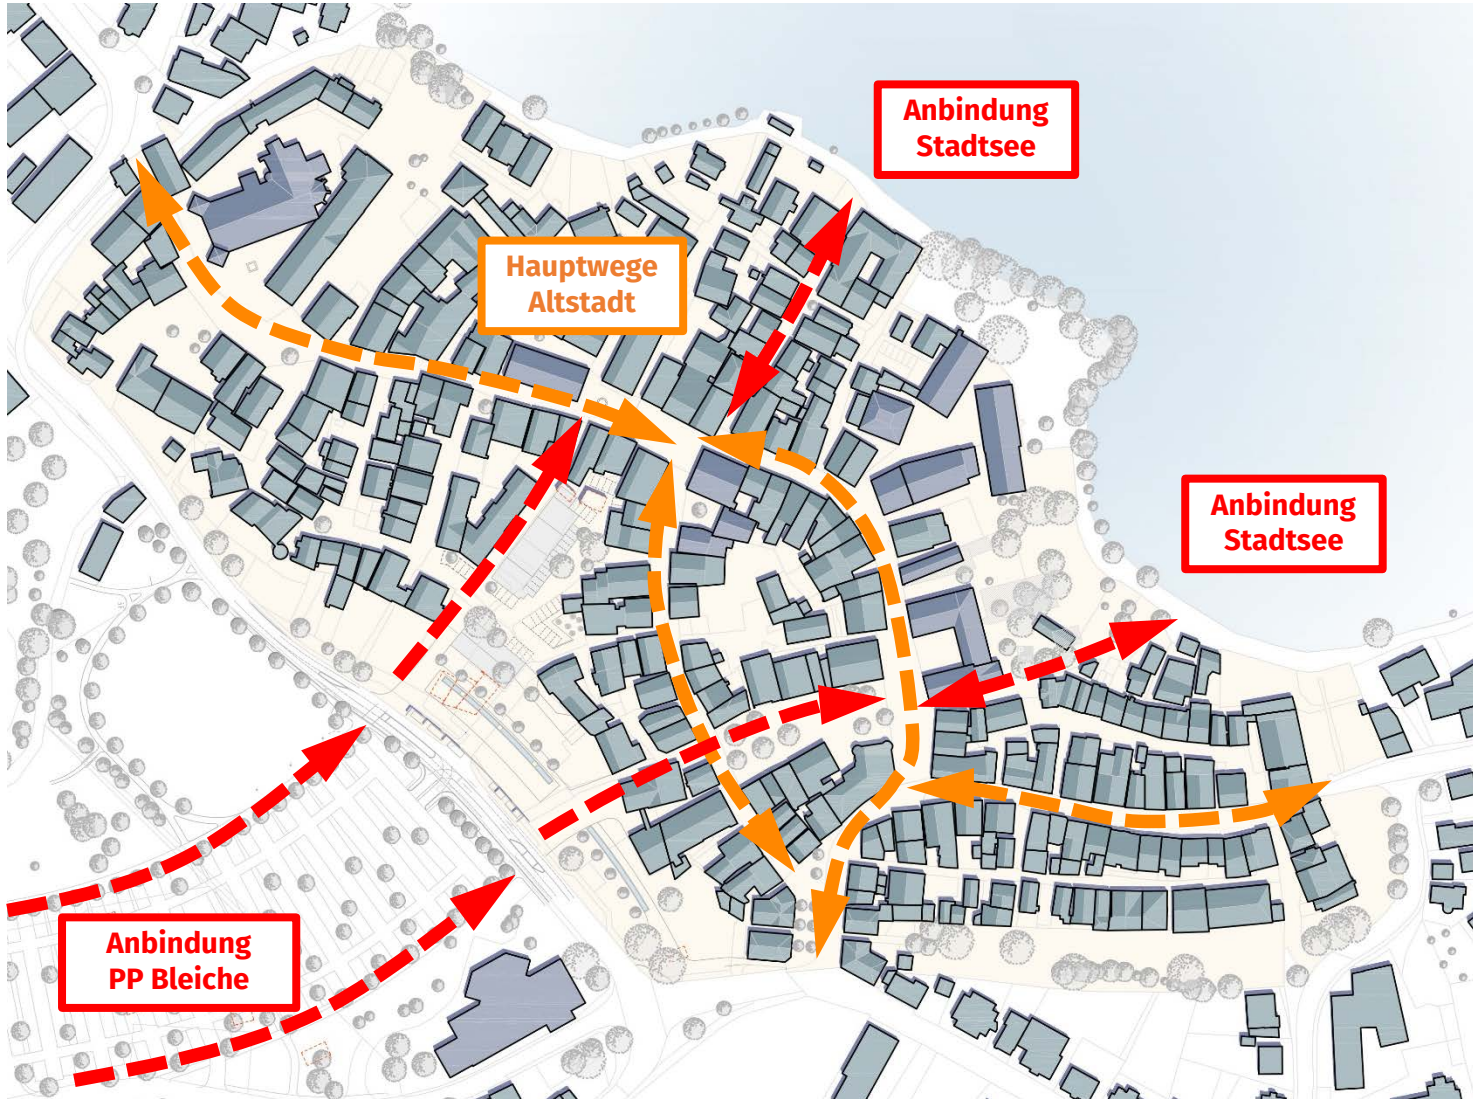 Anbindung
Stadtsee
Hauptwege
Altstadt
Anbindung
Stadtsee
Anbindung
PP Bleiche